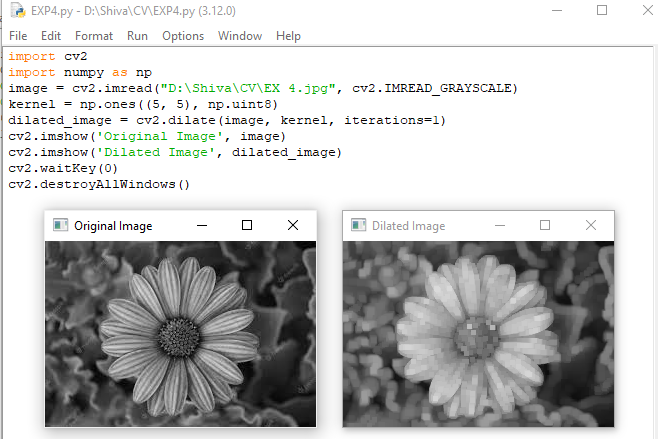 EXP4.py - D:\Shiva\CV\EXP4.py (3.12.0)
File Edit Format Run Options Window Help
import cv2
import numpy as np
image = cv2.imread("D:\Shiva\CV\EX 4.jpg", cv2.IMREAD_GRAYSCALE)
kernel = np.ones((5, 5), np.uint8)
dilated_image = cv2.dilate(image, kernel, iterations=1)
cv2.imshow('Original Image', image)
cv2.imshow('Dilated Image', dilated_image)
cv2.waitKey(0)
cv2.destroyAllWindows()
Original Image
Dilated Image